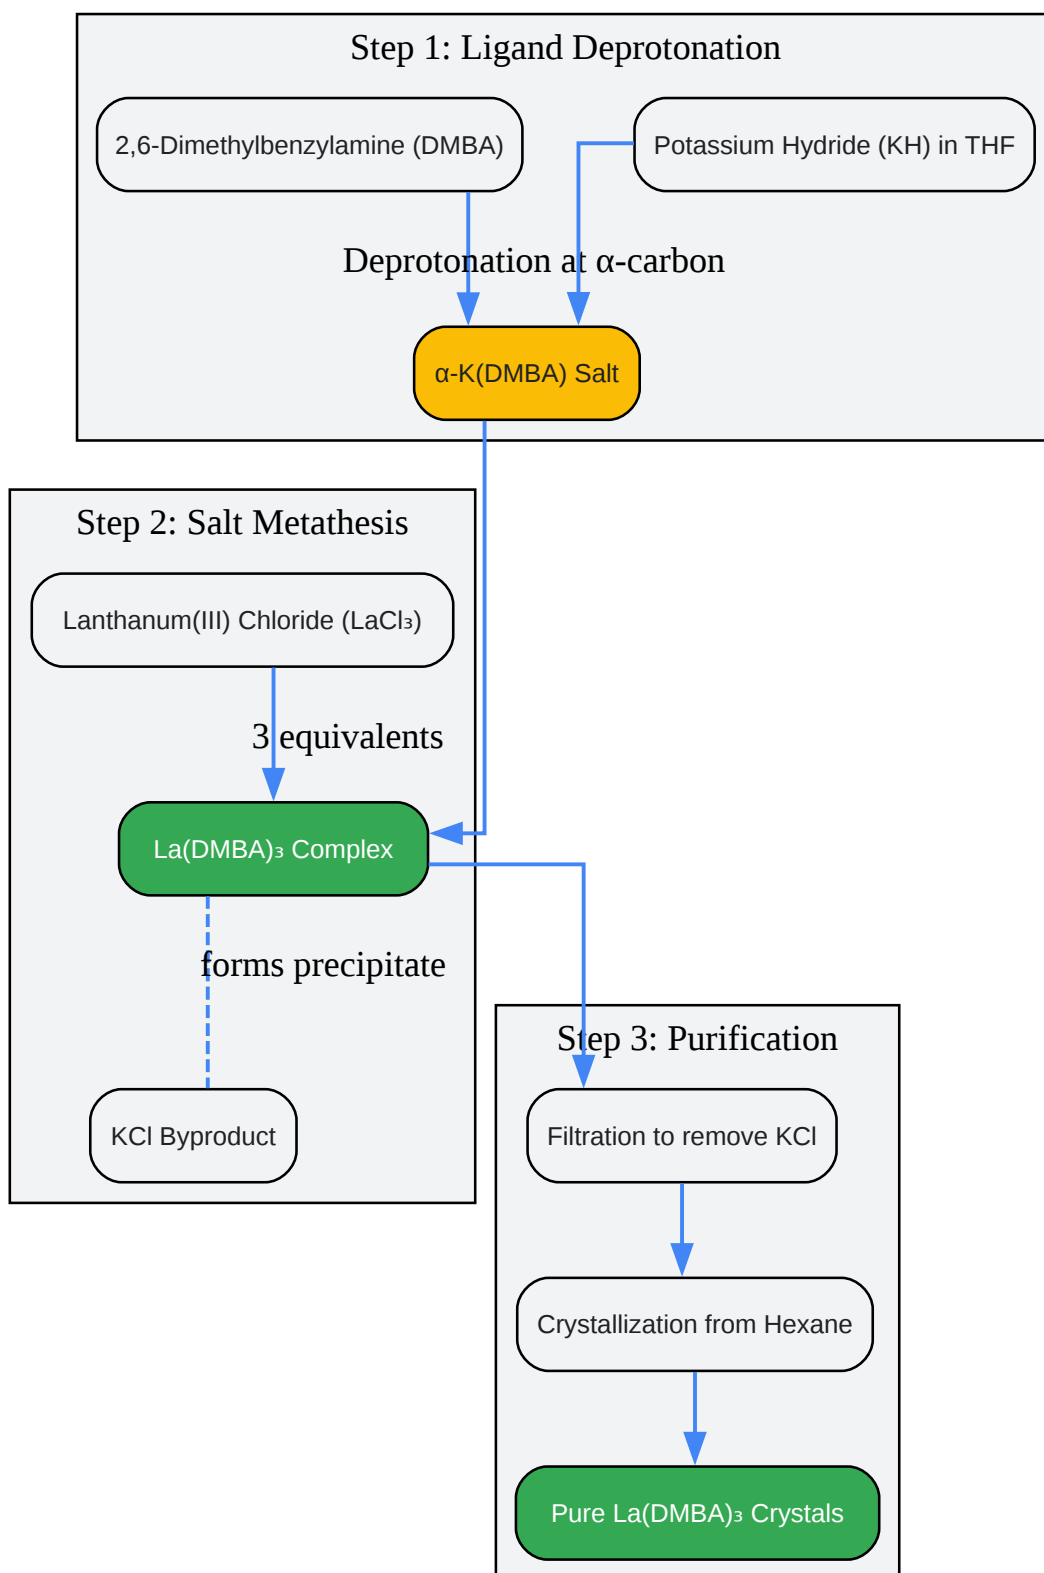 Step 1: Ligand Deprotonation
2,6-Dimethylbenzylamine (DMBA)
Potassium Hydride (KH) in THF
Deprotonation at α-carbon
α-K(DMBA) Salt
Step 2: Salt Metathesis
Lanthanum(III) Chloride (LaCl₃)
3 equivalents
La(DMBA)₃ Complex
forms precipitate
KCl Byproduct
Step 3: Purification
Filtration to remove KCl
Crystallization from Hexane
Pure La(DMBA)₃ Crystals